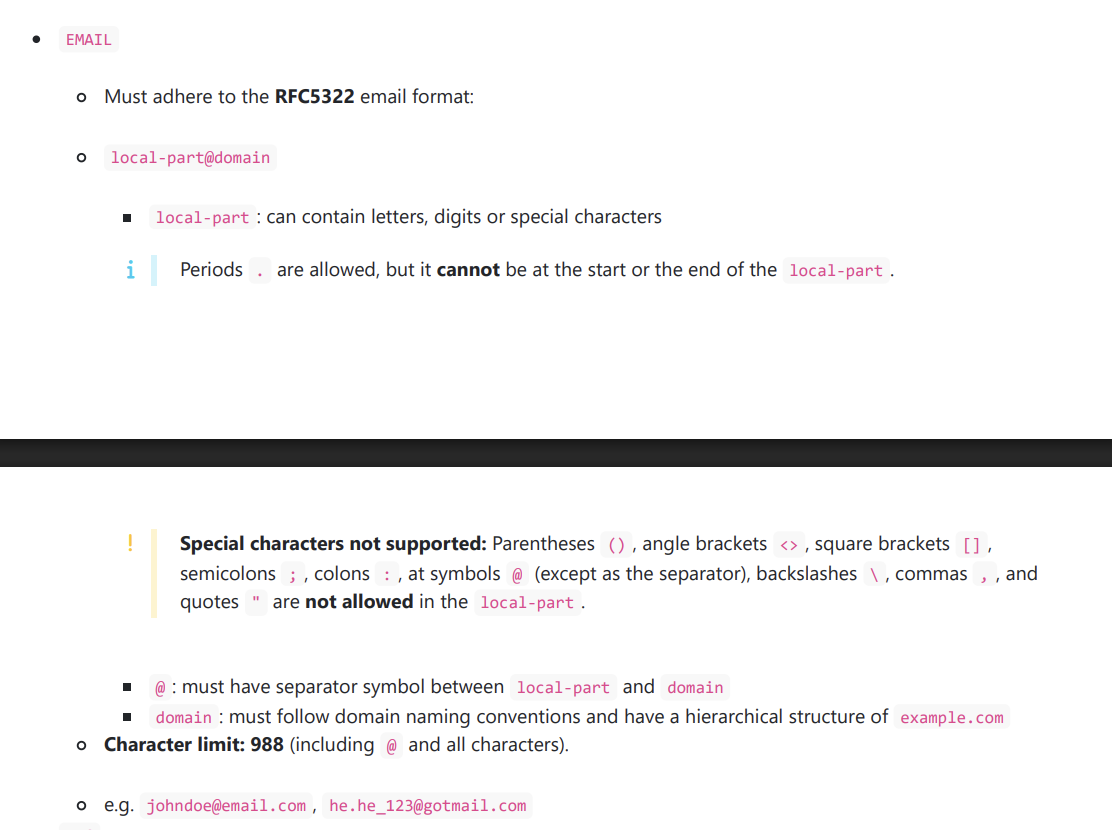 EMAIL
Must adhere to the RFC5322 email format:
local-part@domain
local-part : can contain letters, digits or special characters
Periods . are allowed, but it cannot be at the start or the end of the local-part .
Special characters not supported: Parentheses () , angle brackets <> , square brackets [] ,
semicolons ; , colons : , at symbols @ (except as the separator), backslashes \ , commas , , and
quotes " are not allowed in the local-part .
@ : must have separator symbol between local-part and domain
domain : must follow domain naming conventions and have a hierarchical structure of example.com
Character limit: 988 (including @ and all characters).
e.g. johndoe@email.com , he.he_123@gotmail.com